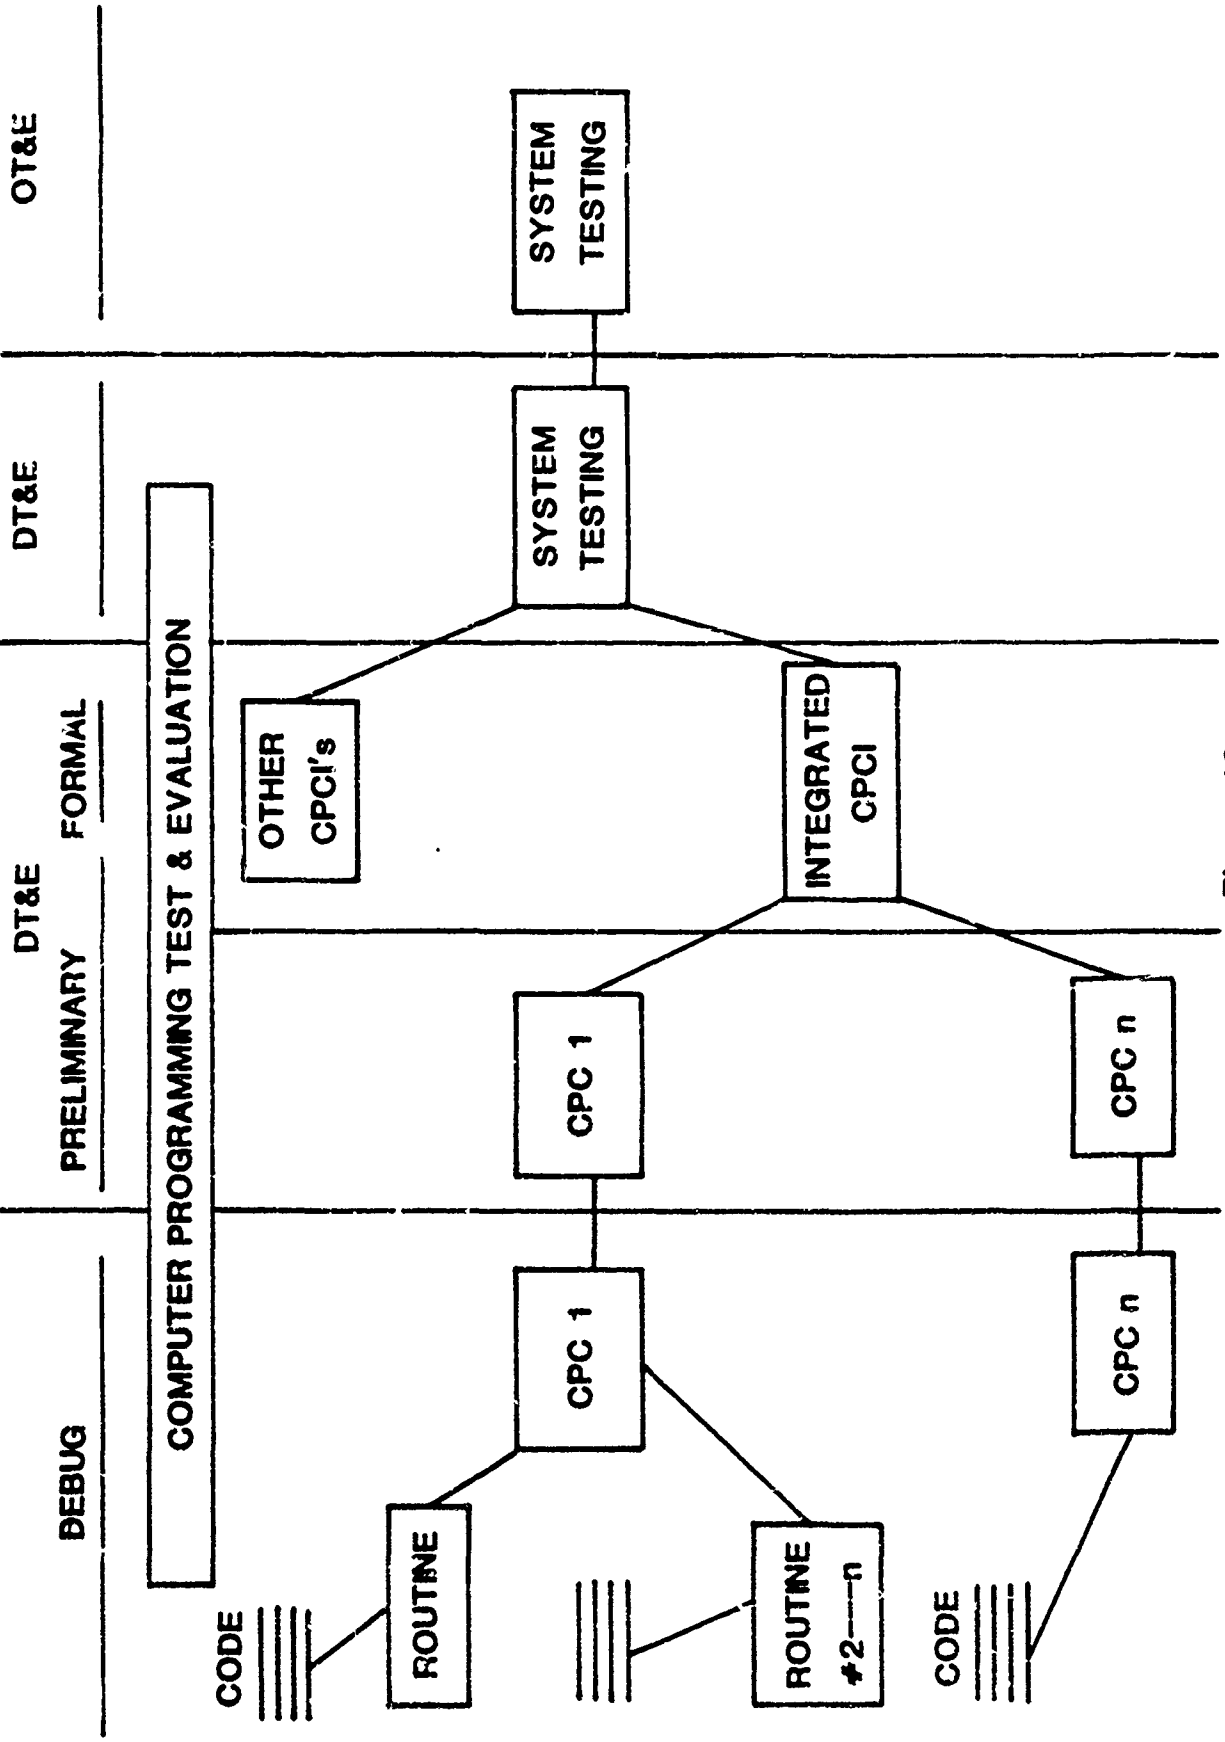 DT&E
DT&E
OT&E
DEBUG
PRELIMINARY
FORMAL
COMPUTER PROGRAMMING TEST & EVALUATION
CODE
ROUTINE
OTHER
CPCI's
CPC 1
CPC 1
SYSTEM
TESTING
SYSTEM
TESTING
ROUTINE
#2——n
INTEGRATED
CPCI
CODE
CPC n
CPC n